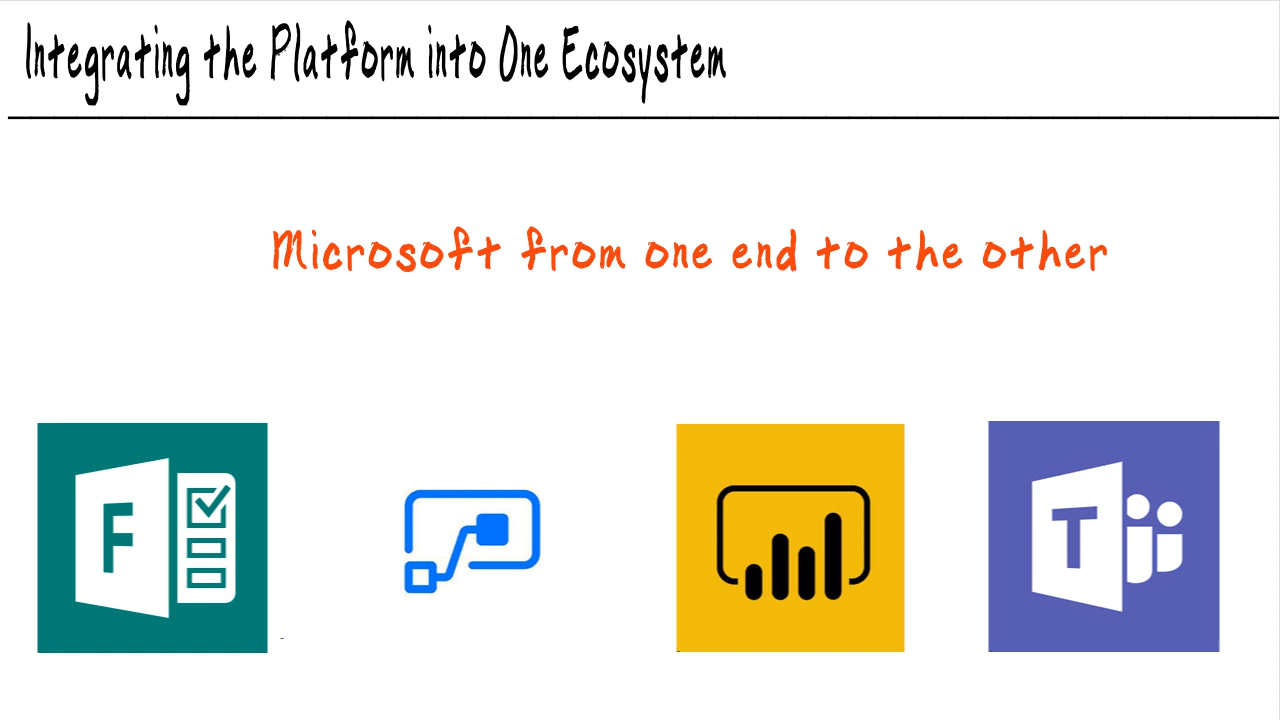 Integrating the Platform into One Ecosystem
Microsoft from one end to the other
F
T